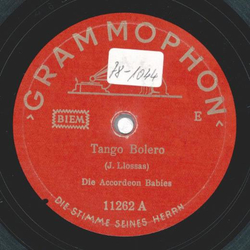 GRAMMOPHON
78-1044
BIEM
E
Tango Bolero
(J. Llossas)
Die Accordeon Babies
11262 A
DIE STIMME SEINES HERRN